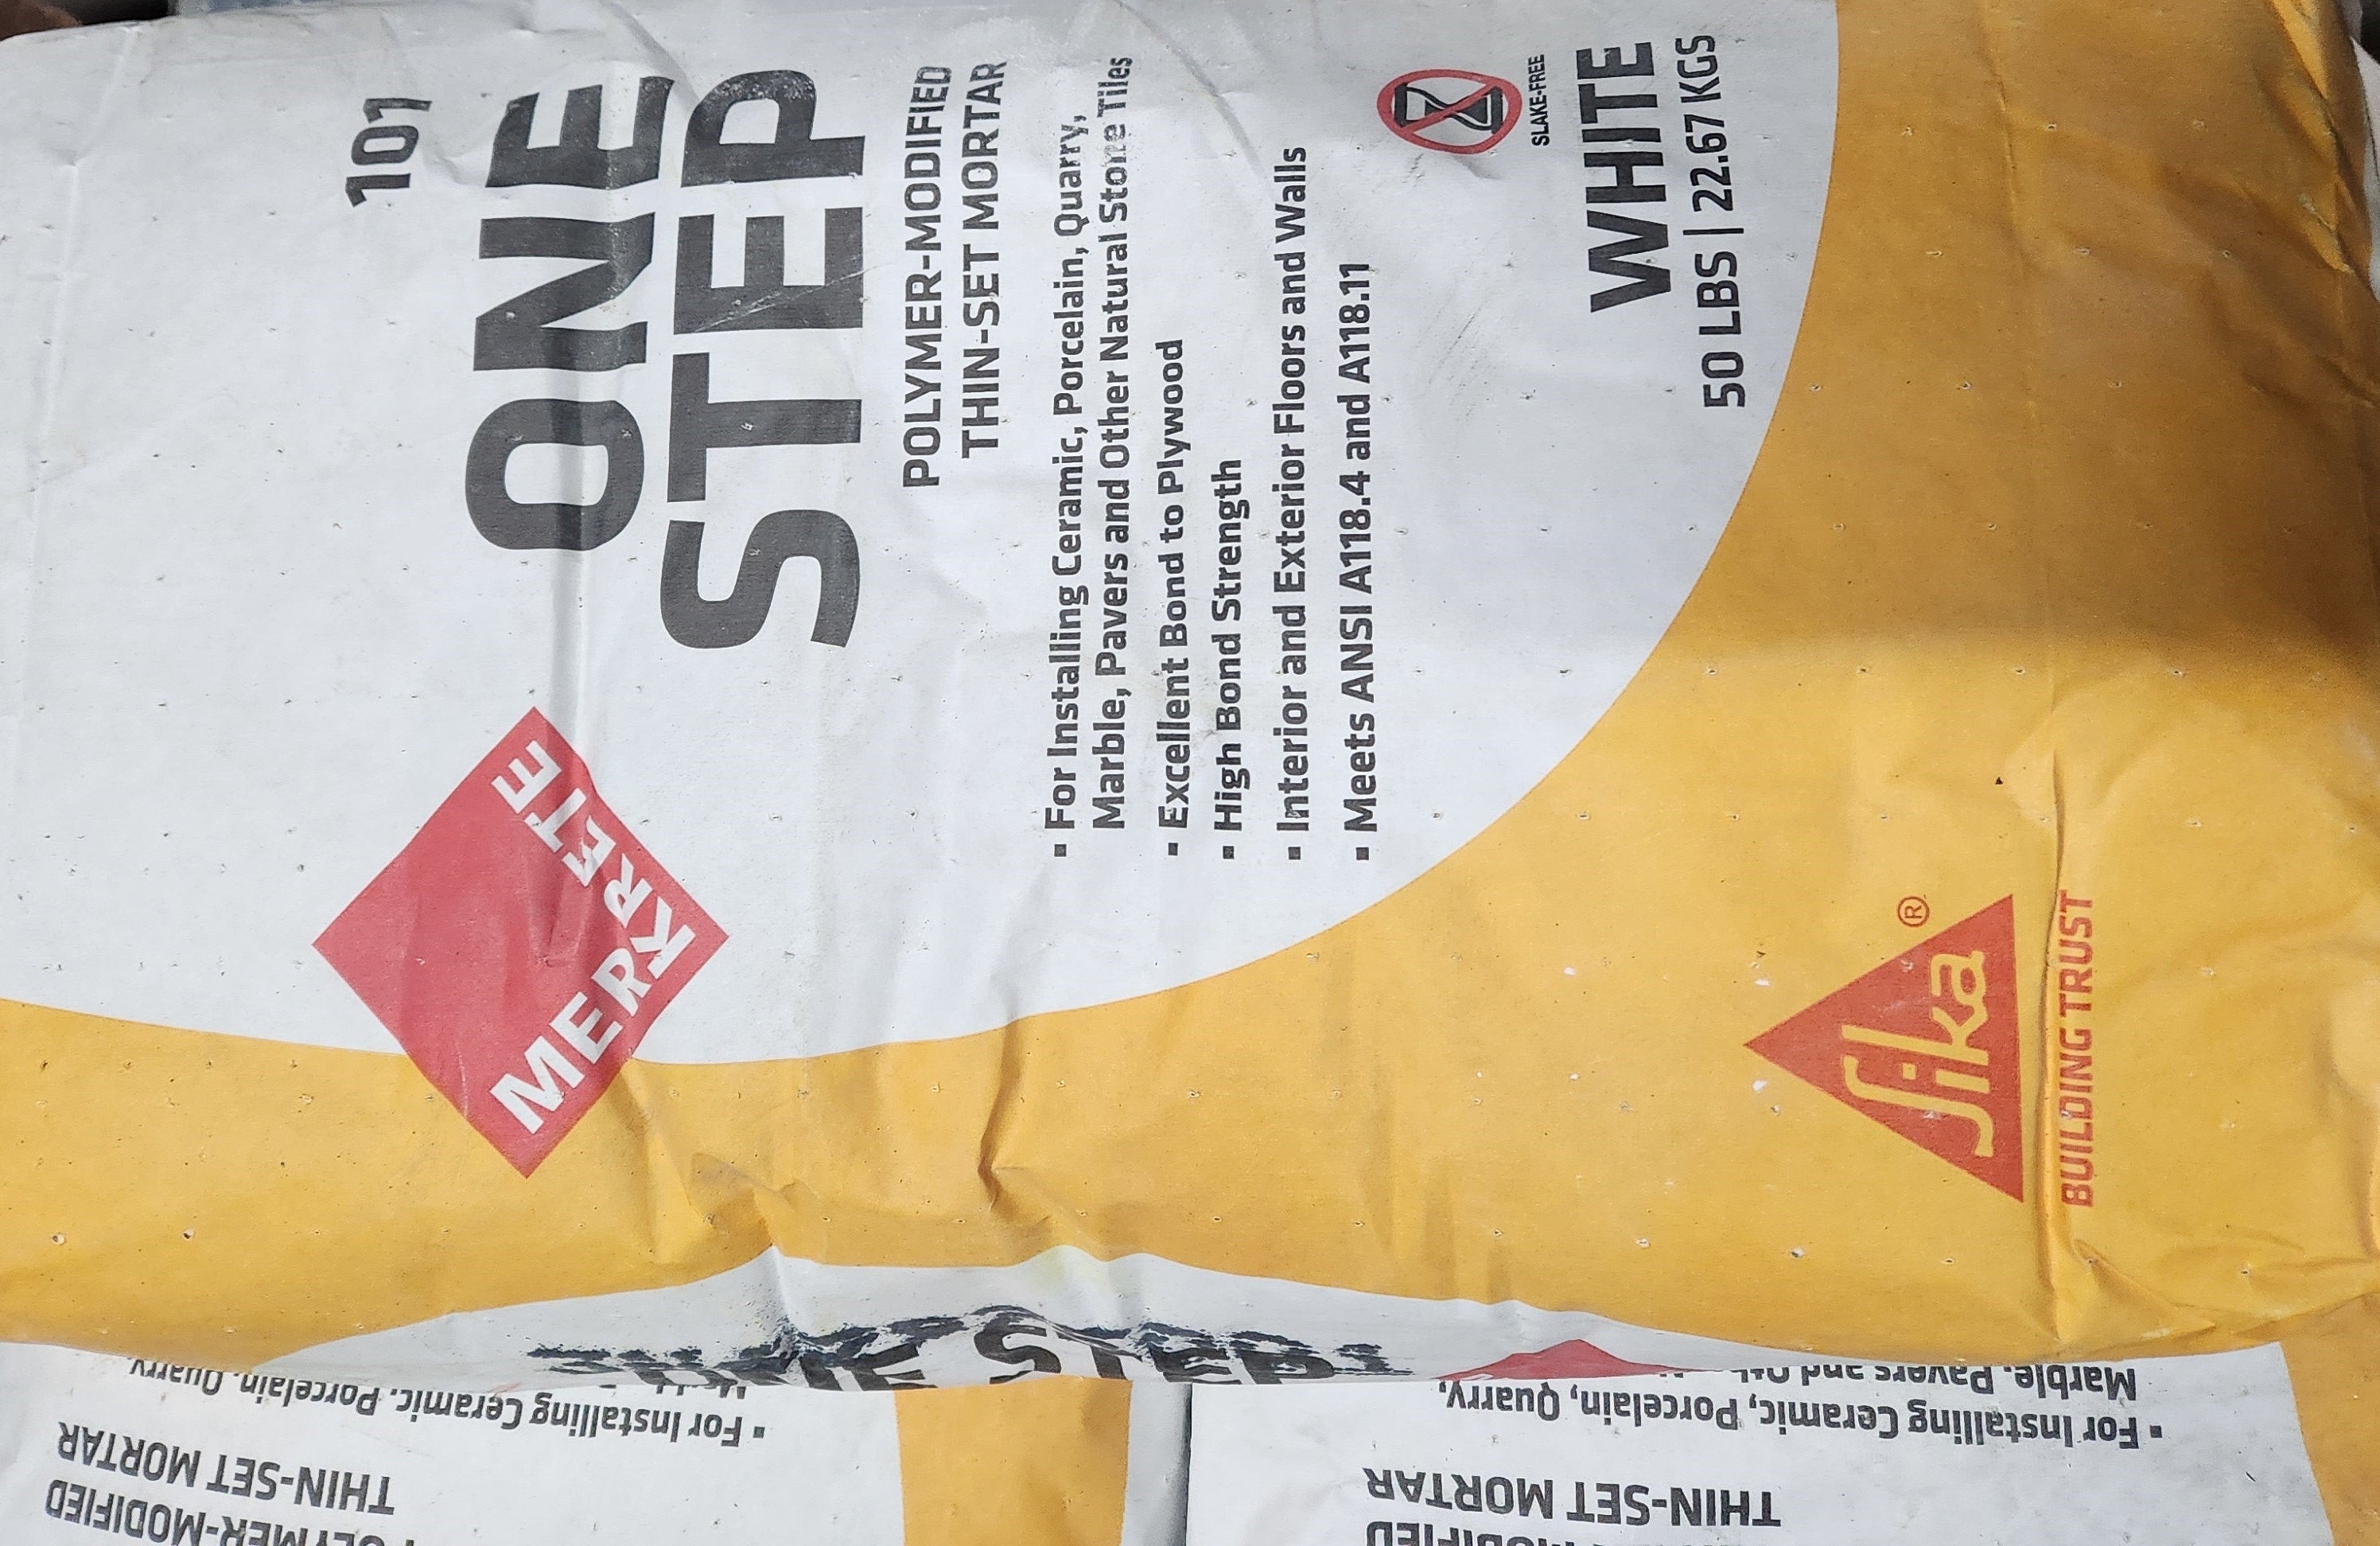 101
ONE
STEP
MERKRETE
POLYMER-MODIFIED
THIN-SET MORTAR
▪ For Installing Ceramic, Porcelain, Quarry,
Marble, Pavers and Other Natural Stone Tiles
▪ Excellent Bond to Plywood
▪ High Bond Strength
▪ Interior and Exterior Floors and Walls
▪ Meets ANSI A118.4 and A118.11
SLAKE-FREE
WHITE
50 LBS | 22.67 KGS
Sika®
BUILDING TRUST
ONE STEP
THIN-SET MORTAR
▪ For Installing Ceramic, Porcelain, Quarry,
Marble, Pavers and
MODIFIED
THIN-SET MORTAR
▪ For Installing Ceramic, Porcelain, Quarry